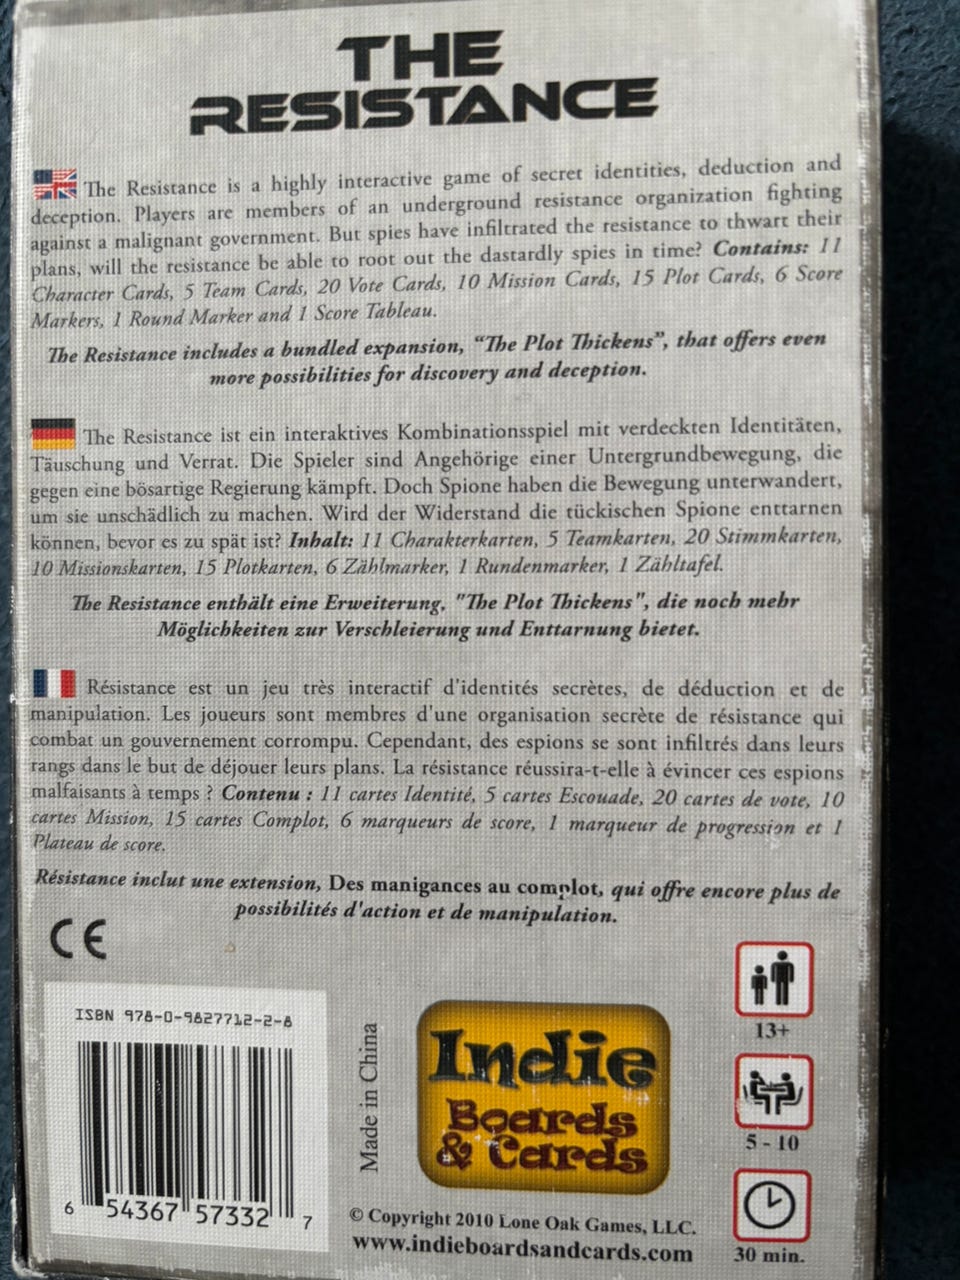 THE
RESISTANCE
The Resistance is a highly interactive game of secret identities, deduction and
deception. Players are members of an underground resistance organization fighting
against a malignant government. But spies have infiltrated the resistance to thwart their
plans, will the resistance be able to root out the dastardly spies in time? Contains: 11
Character Cards, 5 Team Cards, 20 Vote Cards, 10 Mission Cards, 15 Plot Cards, 6 Score
Markers, 1 Round Marker and 1 Score Tableau.
The Resistance includes a bundled expansion, “The Plot Thickens”, that offers even
more possibilities for discovery and deception.
The Resistance ist ein interaktives Kombinationsspiel mit verdeckten Identitäten,
Täuschung und Verrat. Die Spieler sind Angehörige einer Untergrundbewegung, die
gegen eine bösartige Regierung kämpft. Doch Spione haben die Bewegung unterwandert,
um sie unschädlich zu machen. Wird der Widerstand die tückischen Spione enttarnen
können, bevor es zu spät ist? Inhalt: 11 Charakterkarten, 5 Teamkarten, 20 Stimmkarten,
10 Missionskarten, 15 Plotkarten, 6 Zählmarker, 1 Rundenmarker, 1 Zähltafel.
The Resistance enthält eine Erweiterung, "The Plot Thickens", die noch mehr
Möglichkeiten zur Verschleierung und Enttarnung bietet.
Résistance est un jeu très interactif d'identités secrètes, de déduction et de
manipulation. Les joueurs sont membres d'une organisation secrète de résistance qui
combat un gouvernement corrompu. Cependant, des espions se sont infiltrés dans leurs
rangs dans le but de déjouer leurs plans. La résistance réussira-t-elle à évincer ces espions
malfaisants à temps ? Contenu : 11 cartes Identité, 5 cartes Escouade, 20 cartes de vote, 10
cartes Mission, 15 cartes Complot, 6 marqueurs de score, 1 marqueur de progression et 1
Plateau de score.
Résistance inclut une extension, Des manigances au complot, qui offre encore plus de
possibilités d'action et de manipulation.
CE
ISBN 978-0-9827712-2-8
6 54367 57332 7
Made in China
Indie
Boards
& Cards
© Copyright 2010 Lone Oak Games, LLC.
www.indieboardsandcards.com
13+
5 - 10
30 min.